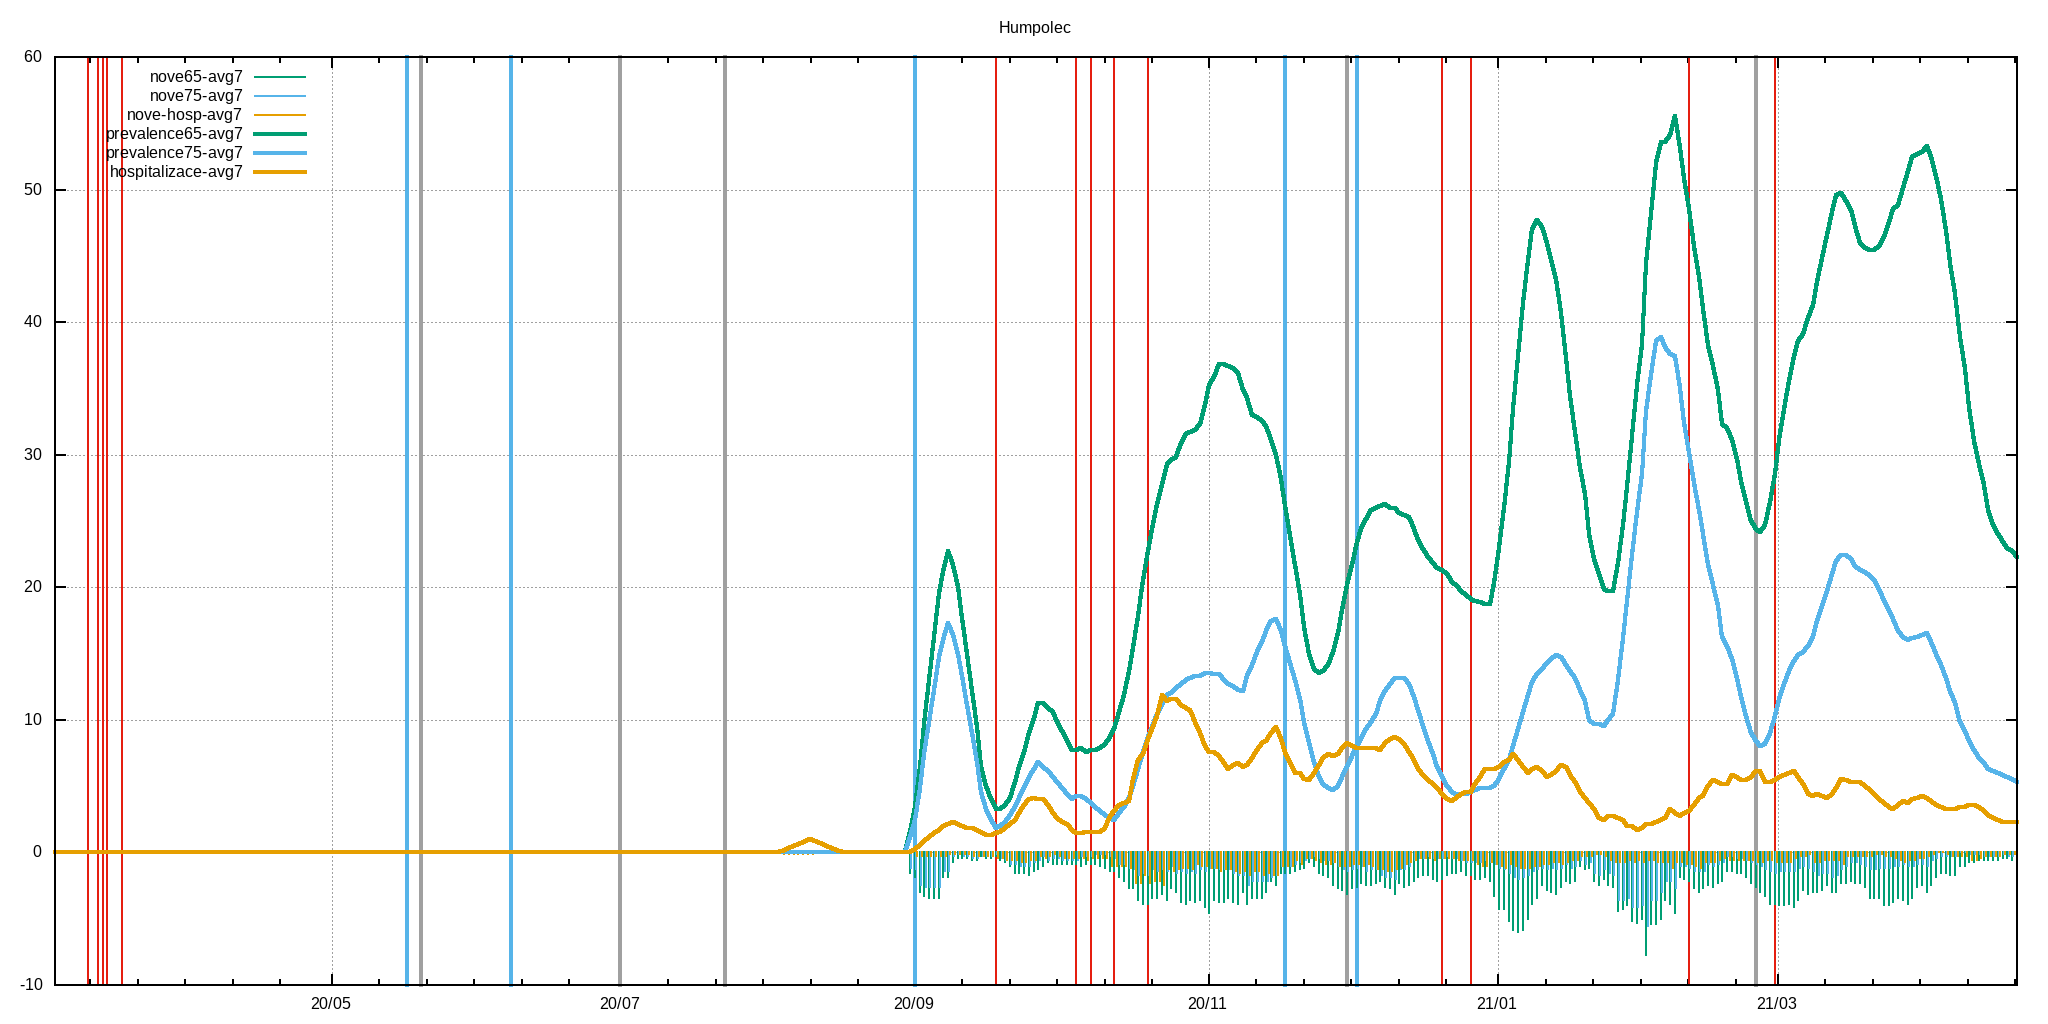 Humpolec
60
50
40
30
20
10
0
-10
nove65-avg7
nove75-avg7
nove-hosp-avg7
prevalence65-avg7
prevalence75-avg7
hospitalizace-avg7
20/05
20/07
20/09
20/11
21/01
21/03